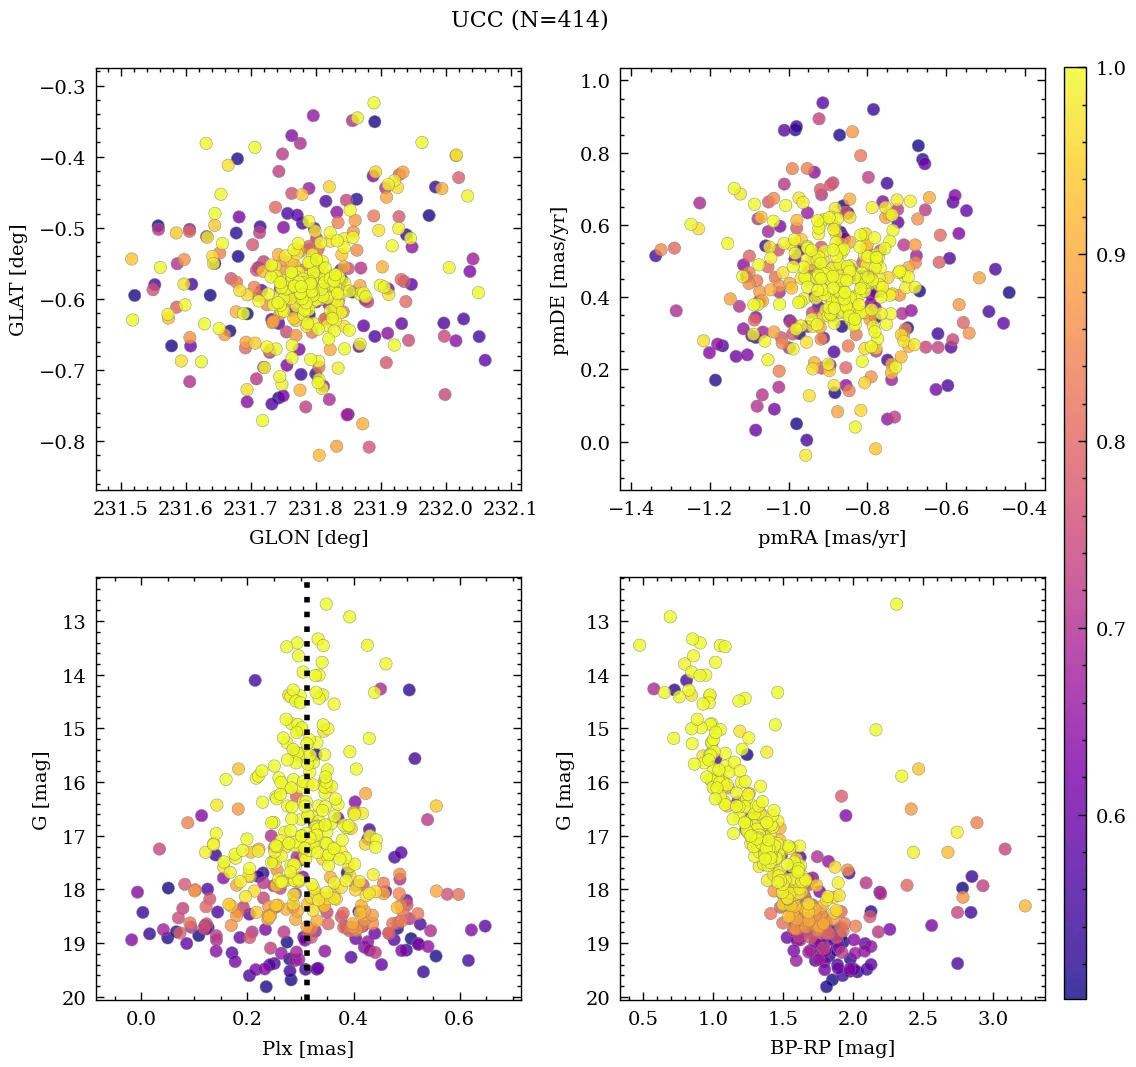 UCC (N=414)
−0.3
−0.4
−0.5
−0.6
−0.7
−0.8
GLAT [deg]
231.5 231.6 231.7 231.8 231.9 232.0 232.1
GLON [deg]
1.0
0.8
0.6
0.4
0.2
0.0
pmDE [mas/yr]
−1.4 −1.2 −1.0 −0.8 −0.6 −0.4
pmRA [mas/yr]
1.0
0.9
0.8
0.7
0.6
13
14
15
16
17
18
19
20
G [mag]
0.0 0.2 0.4 0.6
Plx [mas]
13
14
15
16
17
18
19
20
G [mag]
0.5 1.0 1.5 2.0 2.5 3.0
BP-RP [mag]